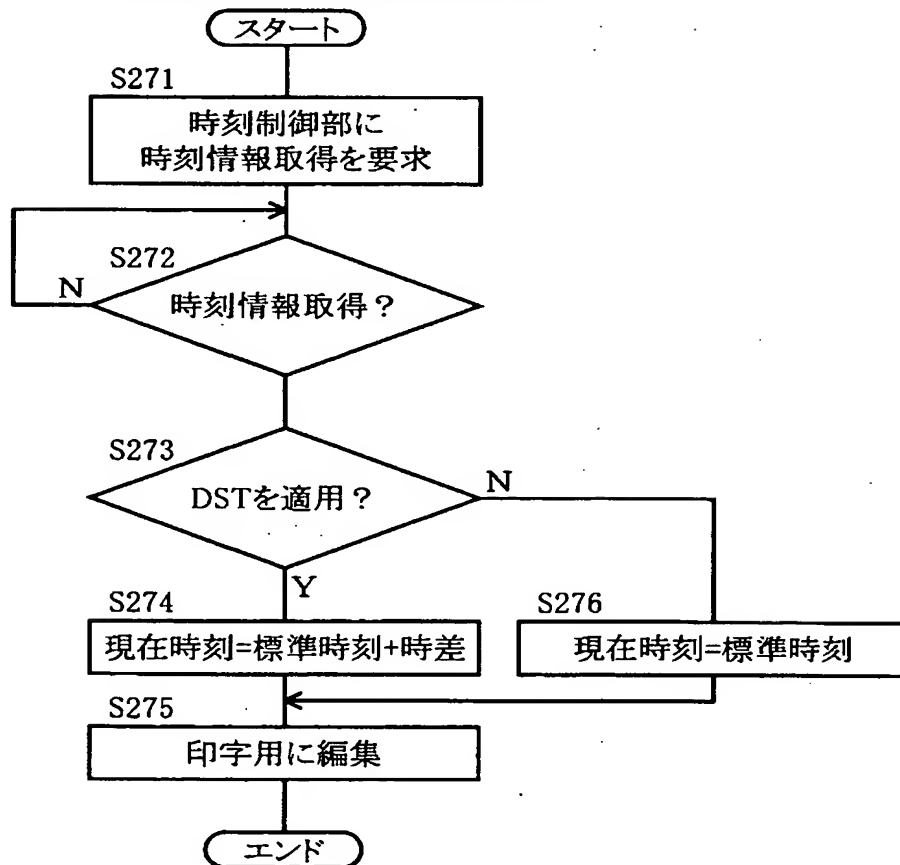 スタート
S271
時刻制御部に
時刻情報取得を要求
S272
N
時刻情報取得？
S273
DSTを適用？
N
Y
S274
現在時刻=標準時刻+時差
S276
現在時刻=標準時刻
S275
印字用に編集
エンド